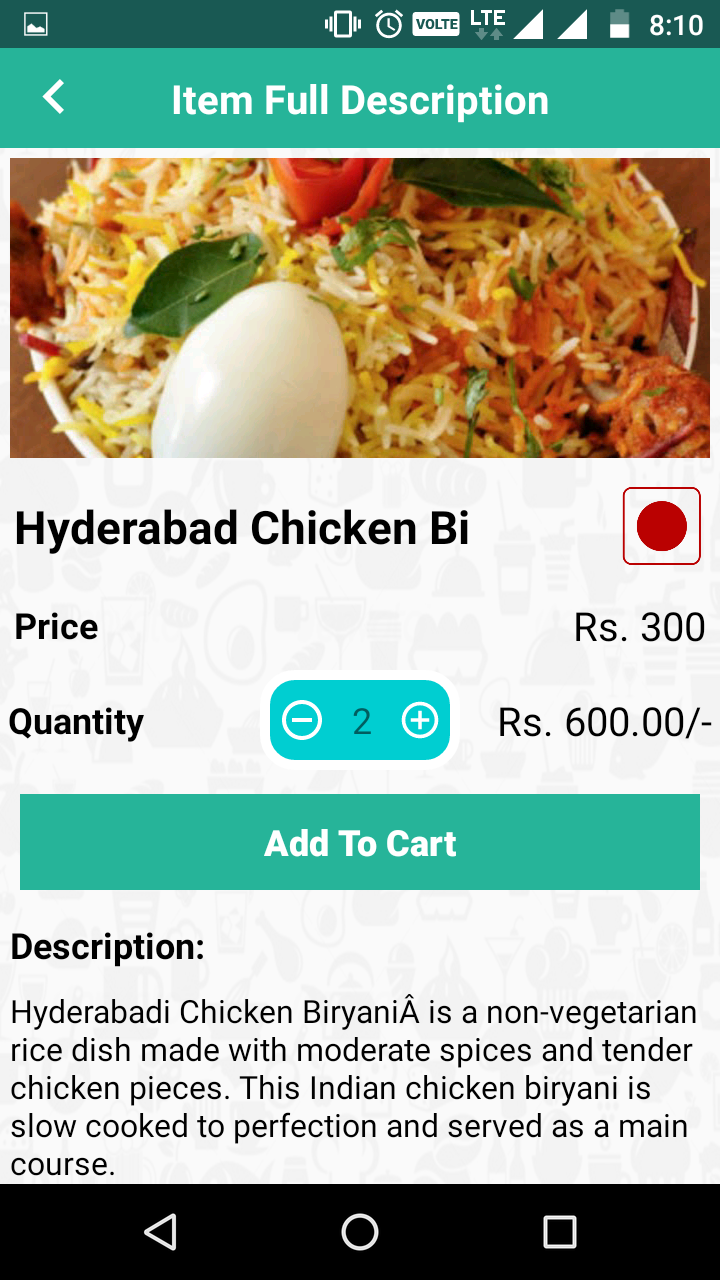 VOLTE LTE 8:10
Item Full Description
Hyderabad Chicken Bi
Price Rs. 300
Quantity 2 Rs. 600.00/-
Add To Cart
Description:
Hyderabadi Chicken BiryaniÂ is a non-vegetarian
rice dish made with moderate spices and tender
chicken pieces. This Indian chicken biryani is
slow cooked to perfection and served as a main
course.